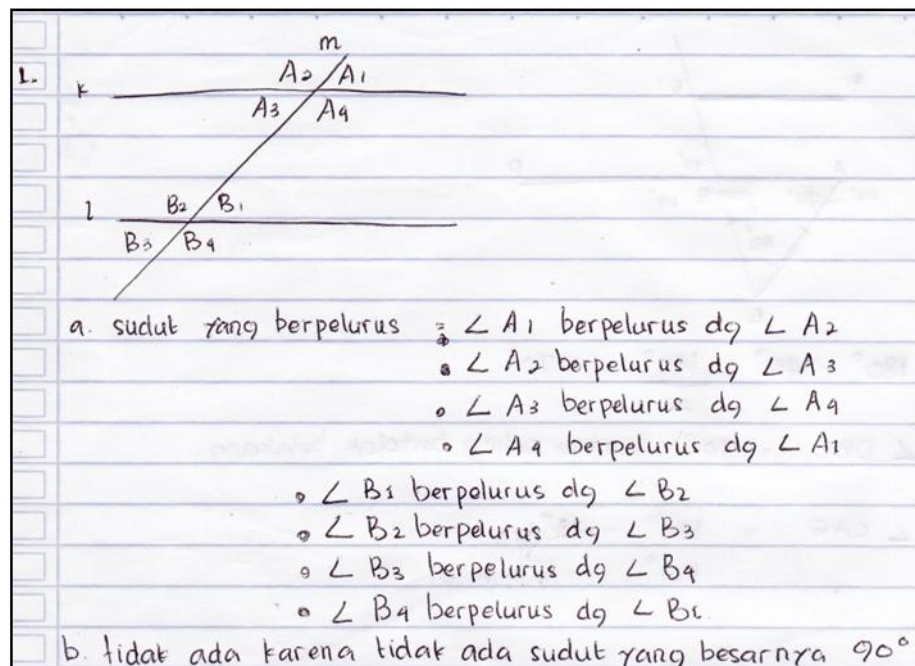 m
1.
A2 A1
k
A3 A4
B2 B1
l
B3 B4
a. sudut yang berpelurus : ∠ A1 berpelurus dg ∠ A2
• ∠ A2 berpelurus dg ∠ A3
• ∠ A3 berpelurus dg ∠ A4
• ∠ A4 berpelurus dg ∠ A1
• ∠ B1 berpelurus dg ∠ B2
• ∠ B2 berpelurus dg ∠ B3
• ∠ B3 berpelurus dg ∠ B4
• ∠ B4 berpelurus dg ∠ B1
b. tidak ada karena tidak ada sudut yang besarnya 90°